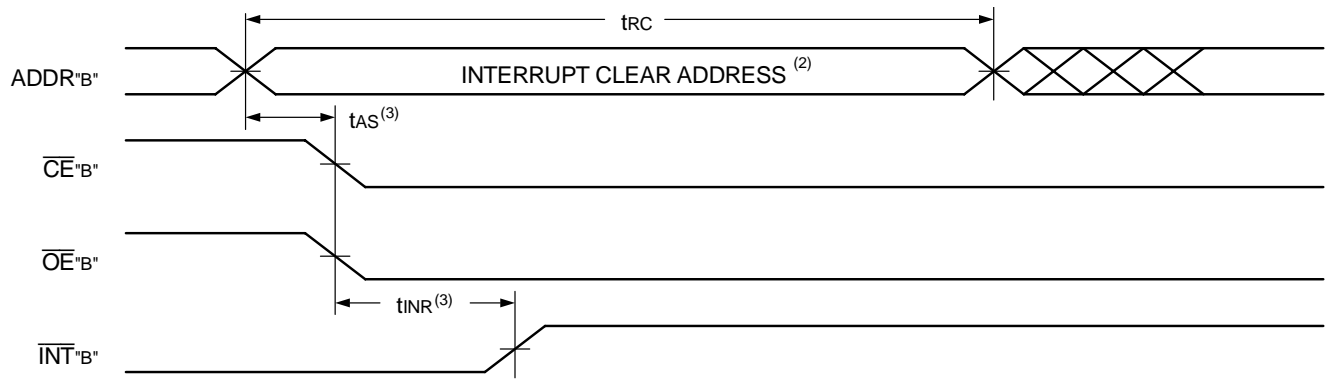 tRC
ADDR"B"
INTERRUPT CLEAR ADDRESS (2)
tAS(3)
CE"B"
OE"B"
tINR(3)
INT"B"